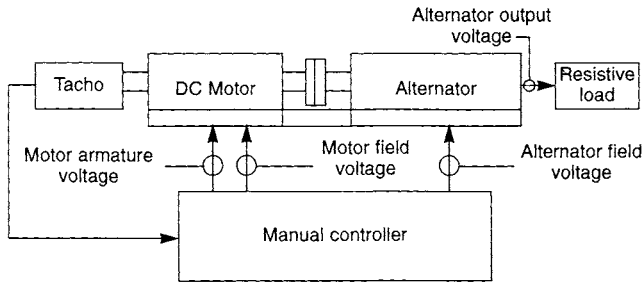 Alternator output
voltage
Tacho
DC Motor
Alternator
Resistive
load
Motor armature
voltage
Motor field
voltage
Alternator field
voltage
Manual controller